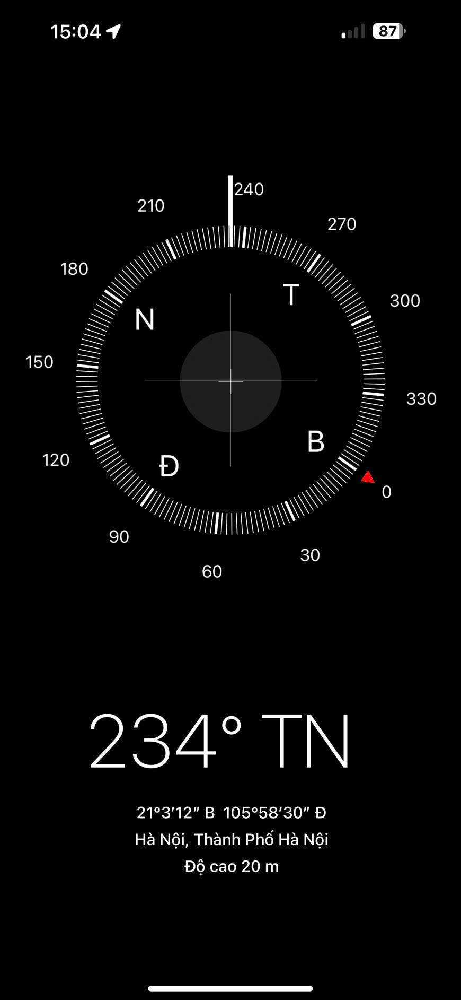 15:04
87
240
210
270
180
T
300
N
150
330
B
120
Đ
0
90
30
60
234° TN
21°3′12″ B 105°58′30″ Đ
Hà Nội, Thành Phố Hà Nội
Độ cao 20 m